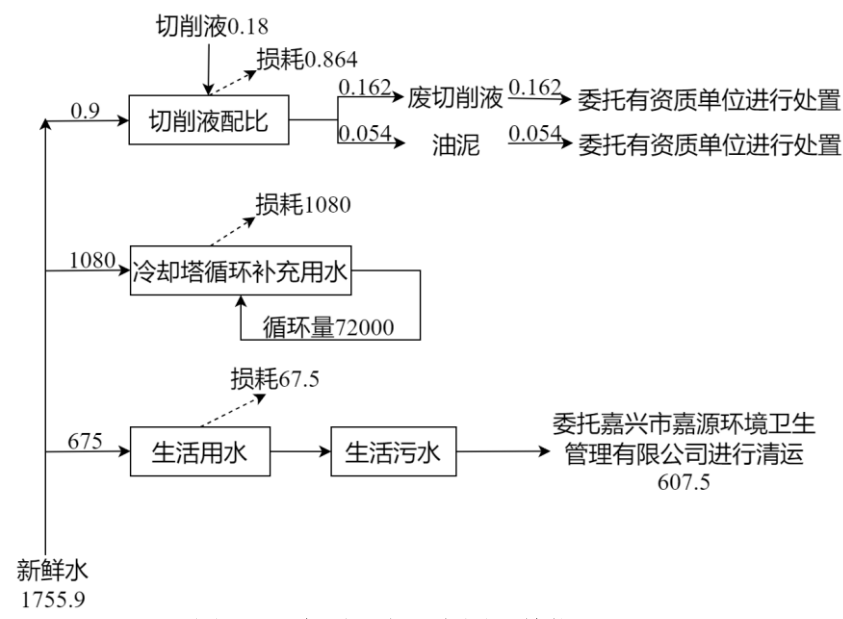 切削液0.18
损耗0.864
0.9
切削液配比
0.162
废切削液
0.162
委托有资质单位进行处置
0.054
油泥
0.054
委托有资质单位进行处置
损耗1080
1080
冷却塔循环补充用水
循环量72000
损耗67.5
675
生活用水
生活污水
委托嘉兴市嘉源环境卫生
管理有限公司进行清运
607.5
新鲜水
1755.9